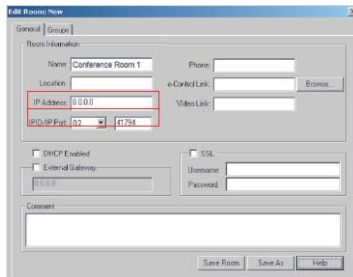 Edit Room: New
General Groups
Room Information
Name: Conference Room 1
Phone:
Location:
e-Control Link:
Browse...
IP Address: 0.0.0.0
Video Link:
IPID/IP Port: 02 41794
DHCP Enabled
SSL
External Gateway
Username:
0.0.0.0
Password:
Comment
Save Room Save As Help